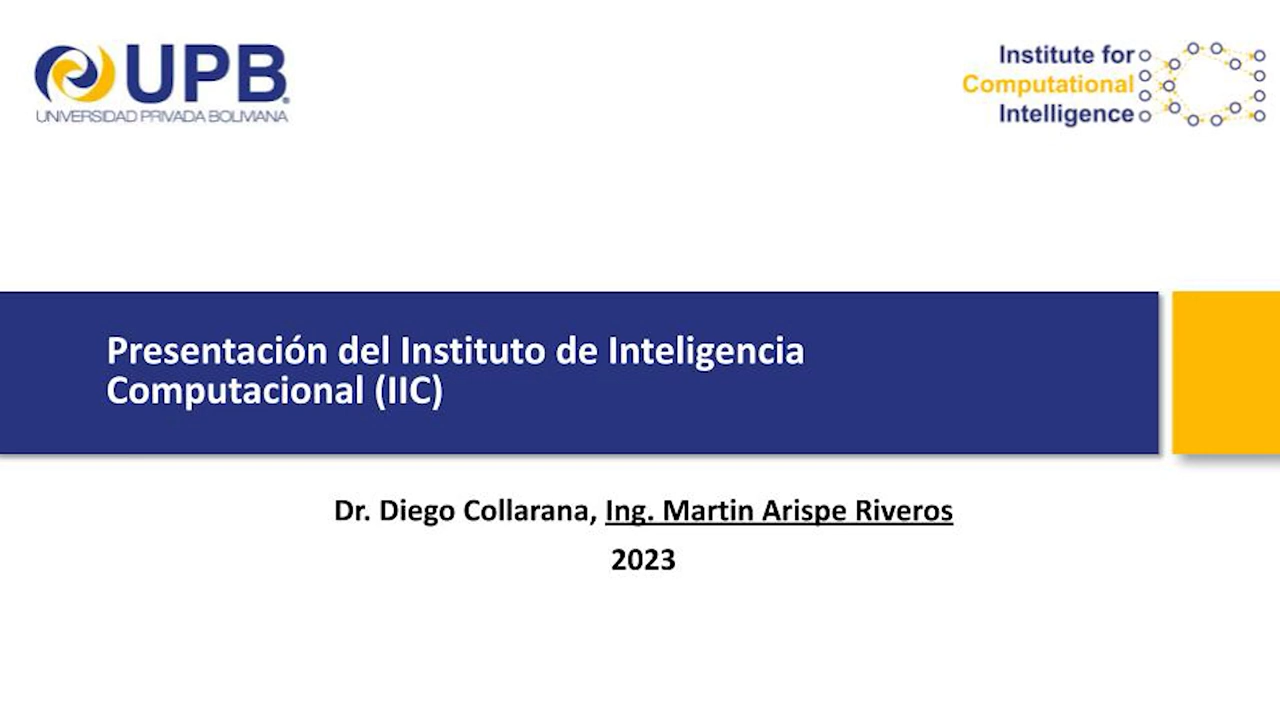 UPB
UNIVERSIDAD PRIVADA BOLIVIANA
Institute for
Computational
Intelligence
Presentación del Instituto de Inteligencia
Computacional (IIC)
Dr. Diego Collarana, Ing. Martin Arispe Riveros
2023